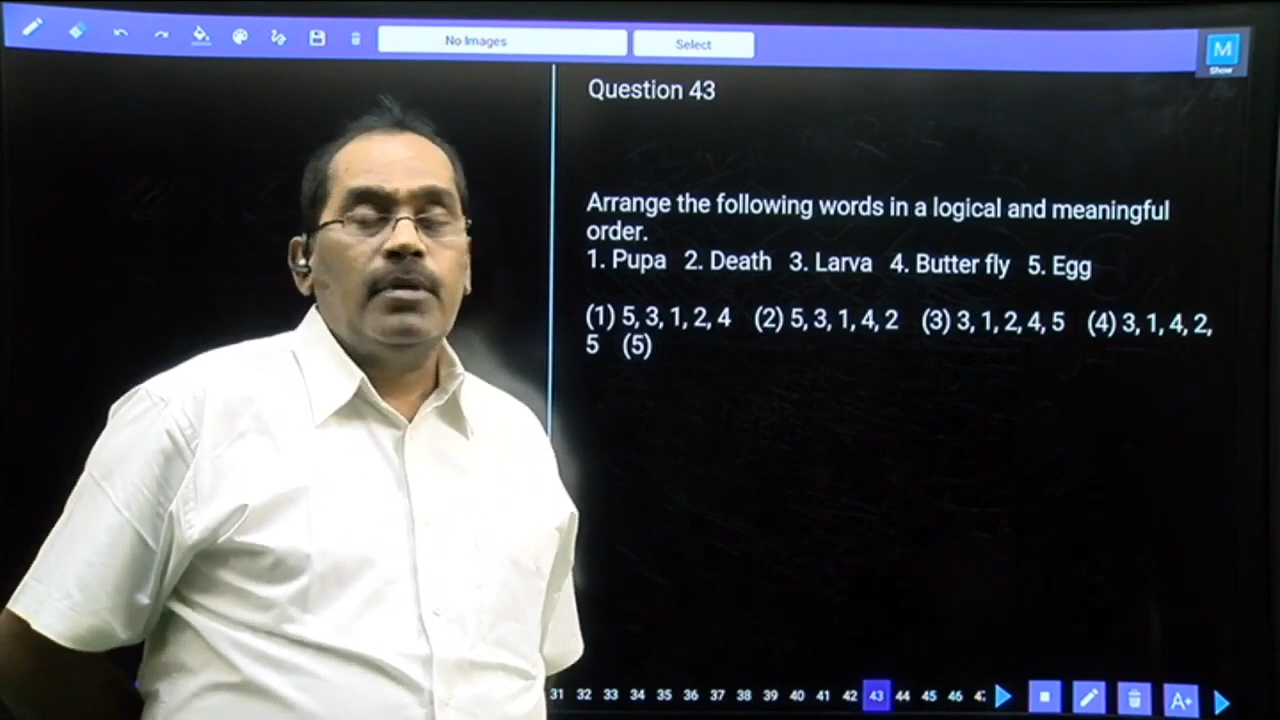 No Images
Select
M
Show
Question 43
Arrange the following words in a logical and meaningful
order.
1. Pupa 2. Death 3. Larva 4. Butter fly 5. Egg
(1) 5, 3, 1, 2, 4 (2) 5, 3, 1, 4, 2 (3) 3, 1, 2, 4, 5 (4) 3, 1, 4, 2,
5 (5)
31 32 33 34 35 36 37 38 39 40 41 42 43 44 45 46
A+